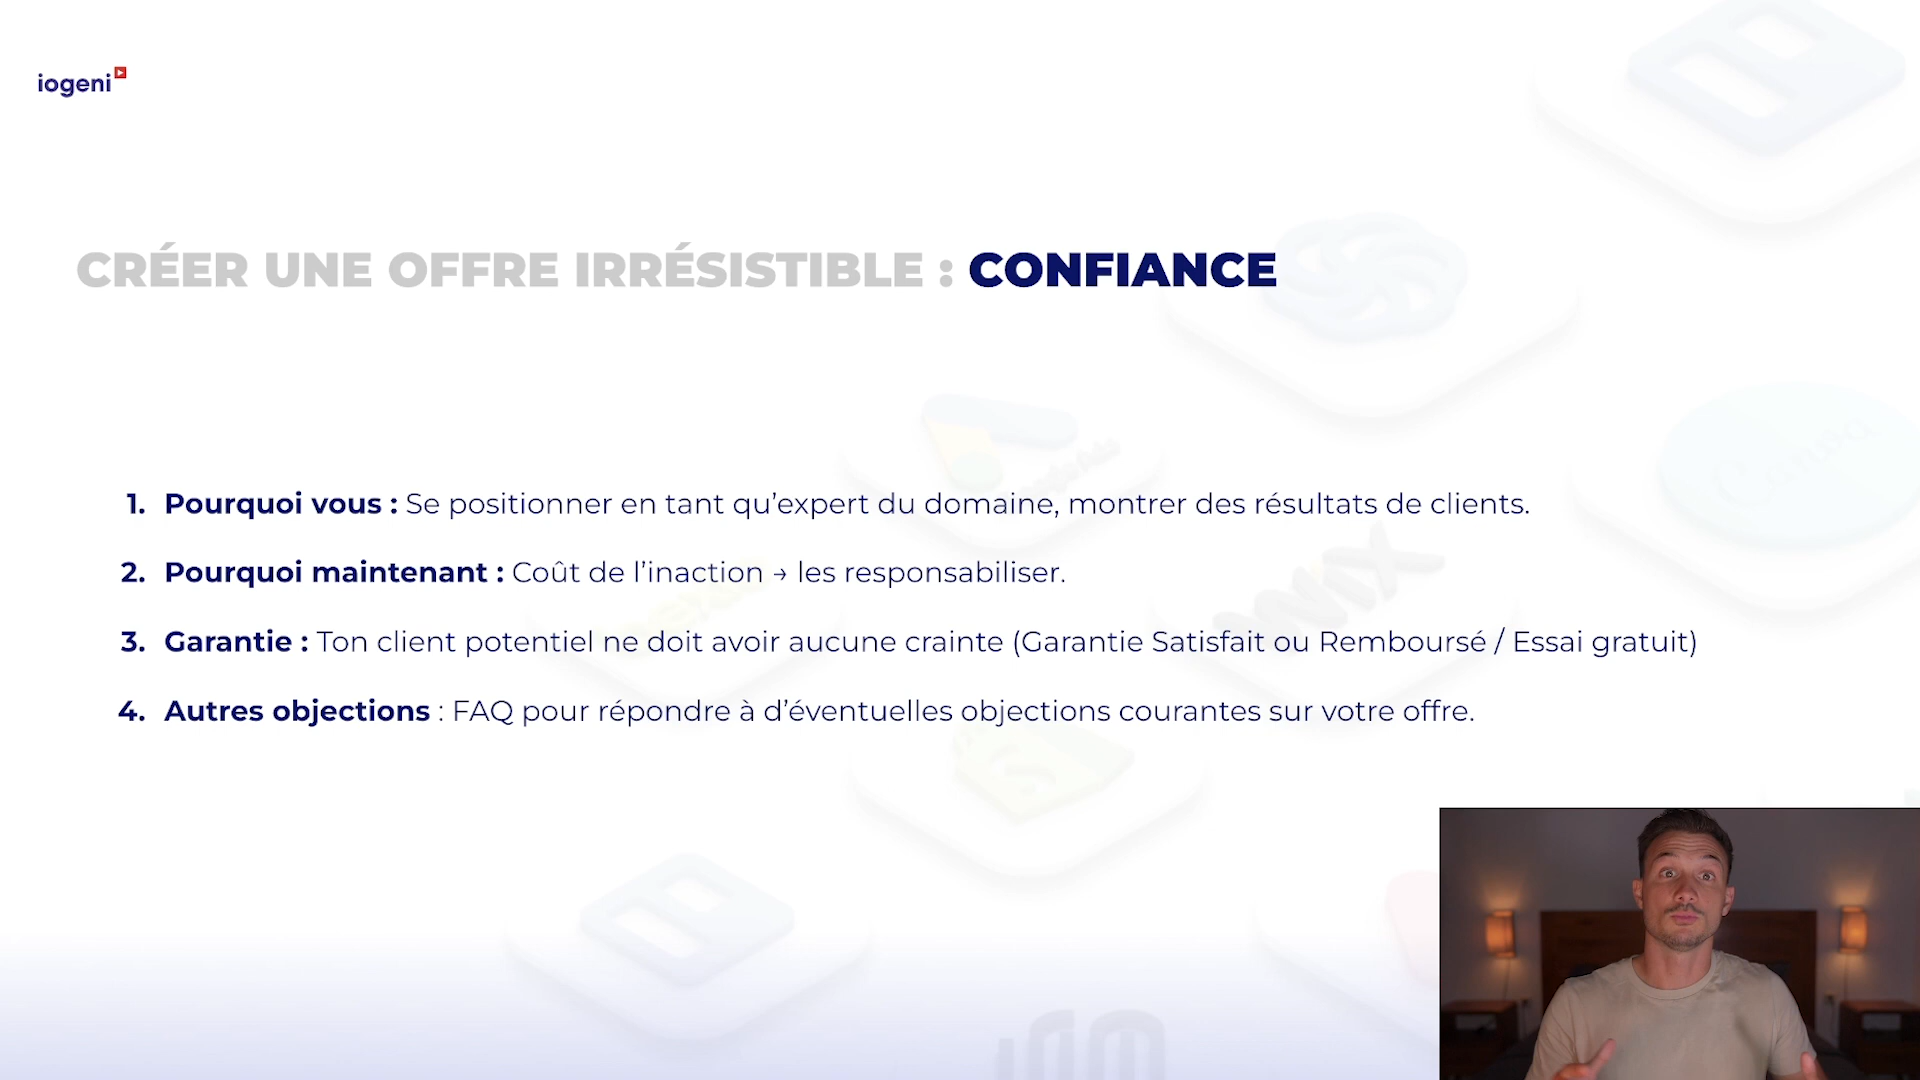 iogeni
CRÉER UNE OFFRE IRRÉSISTIBLE : CONFIANCE
1. Pourquoi vous : Se positionner en tant qu’expert du domaine, montrer des résultats de clients.
2. Pourquoi maintenant : Coût de l’inaction → les responsabiliser.
3. Garantie : Ton client potentiel ne doit avoir aucune crainte (Garantie Satisfait ou Remboursé / Essai gratuit)
4. Autres objections : FAQ pour répondre à d’éventuelles objections courantes sur votre offre.
WIX
Canva